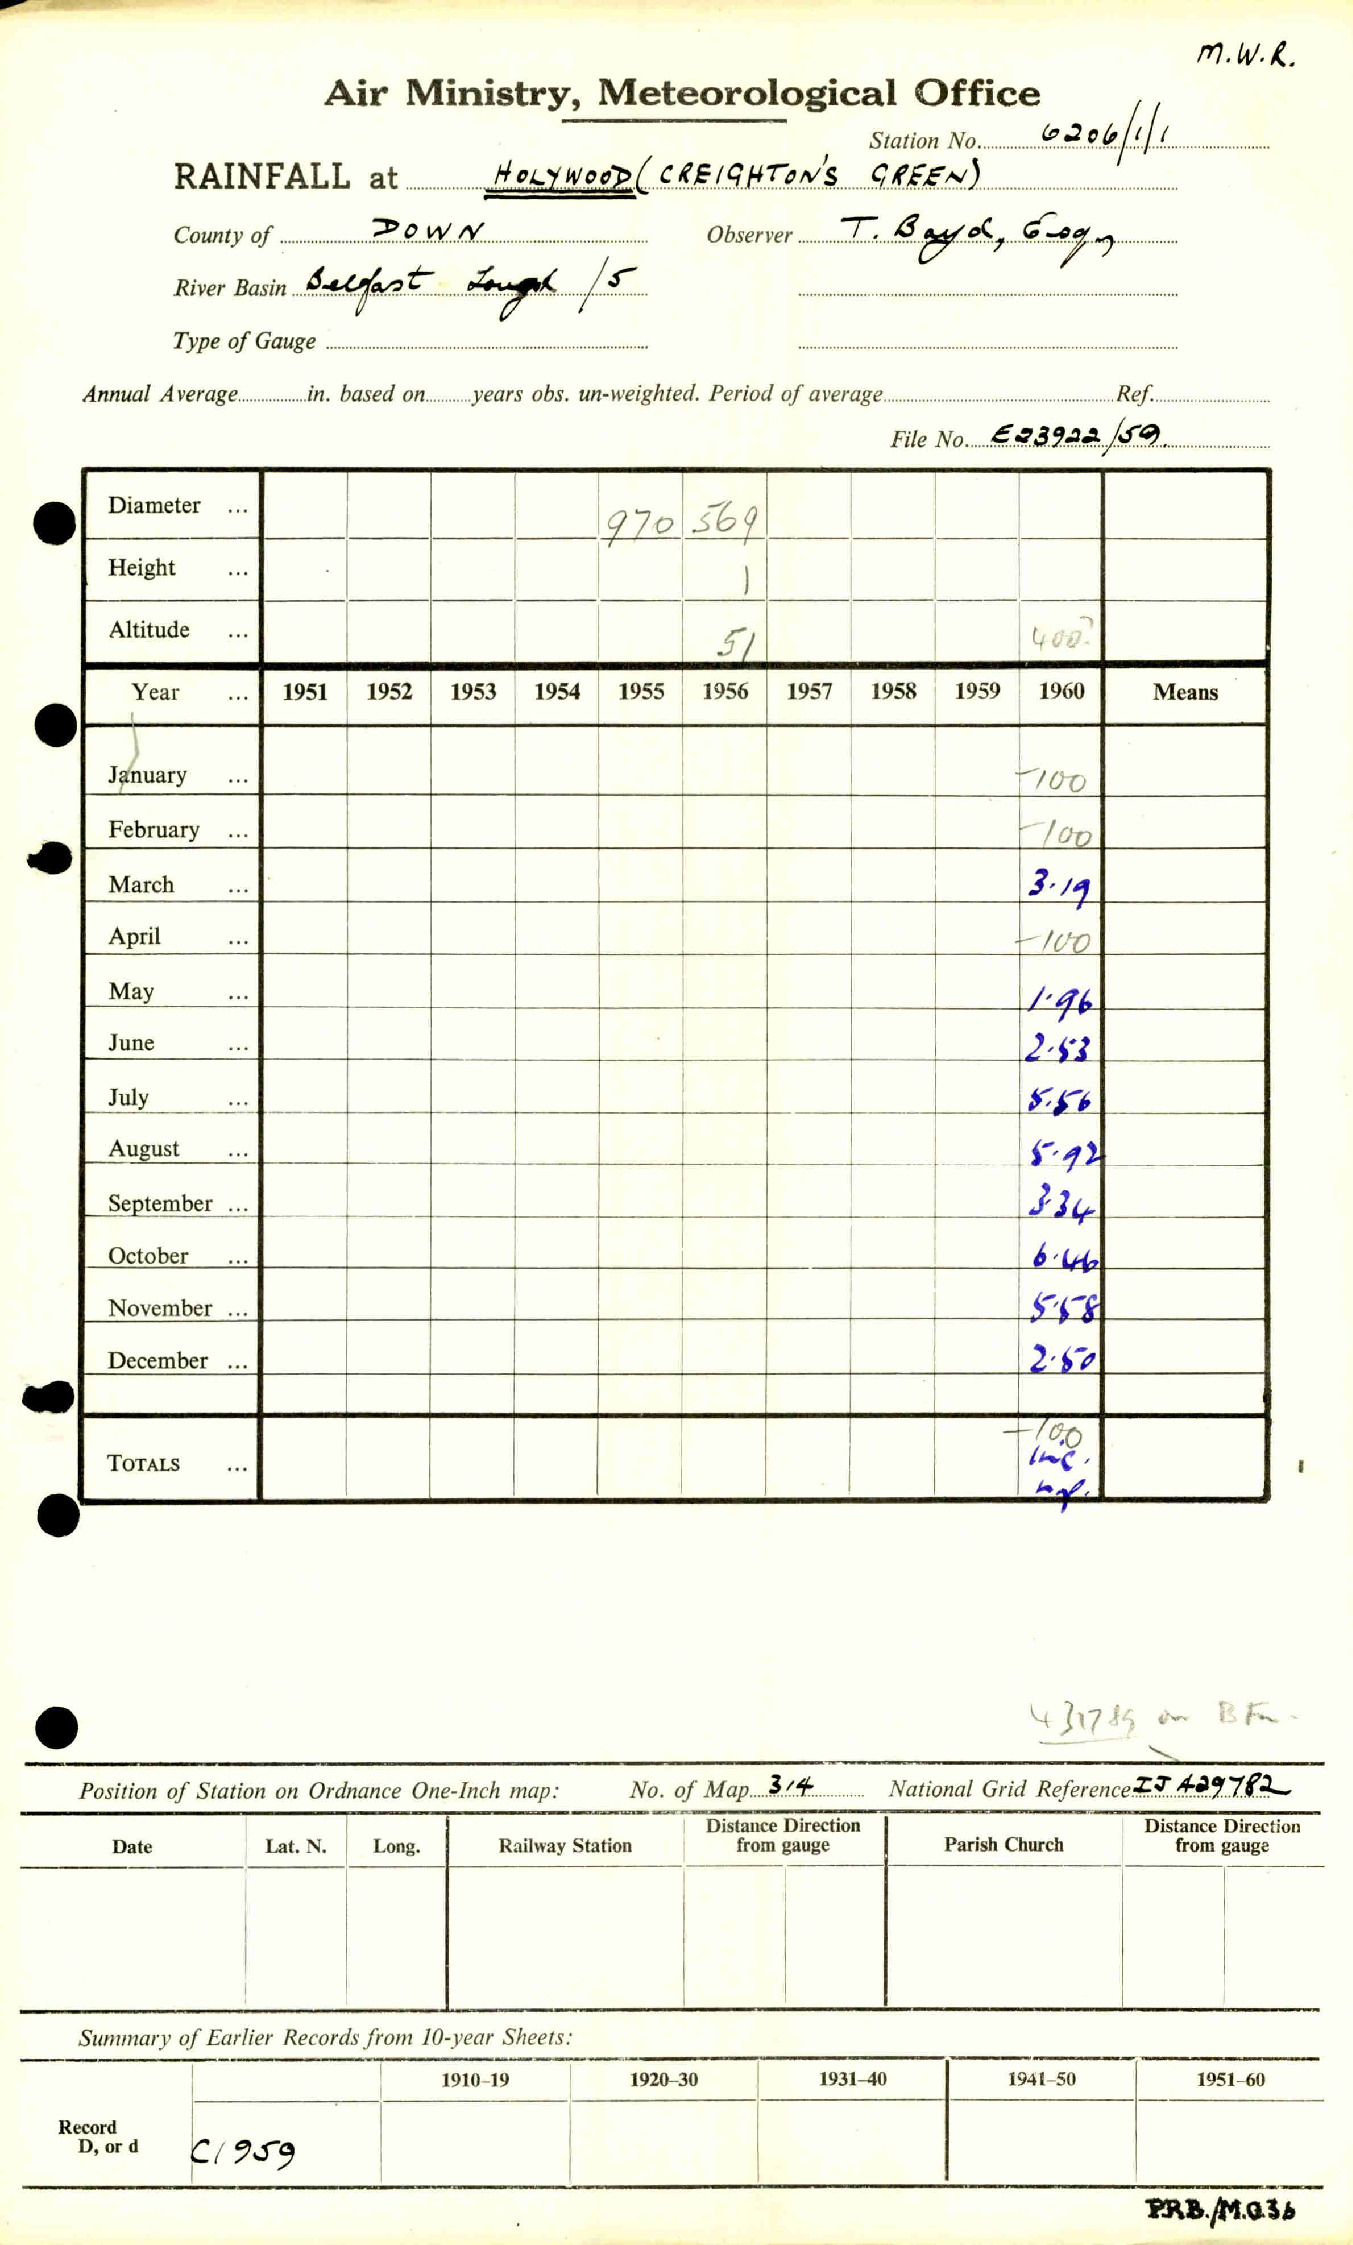 M.W.R.
Air Ministry, Meteorological Office
Station No. 6206/1/1
RAINFALL at HOLYWOOD (CREIGHTON'S GREEN)
County of DOWN Observer T. Boyd, Esq.,
River Basin Belfast Lough /5
Type of Gauge
Annual Average in. based on years obs. un-weighted. Period of average Ref.
File No. E23922/59.
Diameter ... 970 569
Height ... 1
Altitude ... 51 400?
Year ... 1951 1952 1953 1954 1955 1956 1957 1958 1959 1960 Means
January ... -100
February ... -100
March ... 3.19
April ... -100
May ... 1.96
June ... 2.53
July ... 5.56
August ... 5.92
September ... 3.34
October ... 6.46
November ... 5.58
December ... 2.50
-100
TOTALS ... inc.
431789 on
Position of Station on Ordnance One-Inch map: No. of Map 314 National Grid Reference IJ 429782
Date Lat. N. Long. Railway Station Distance Direction from gauge Parish Church Distance Direction from gauge
Summary of Earlier Records from 10-year Sheets:
1910–19 1920–30 1931–40 1941–50 1951–60
Record
D, or d C1959
P.R.B./M.O.36